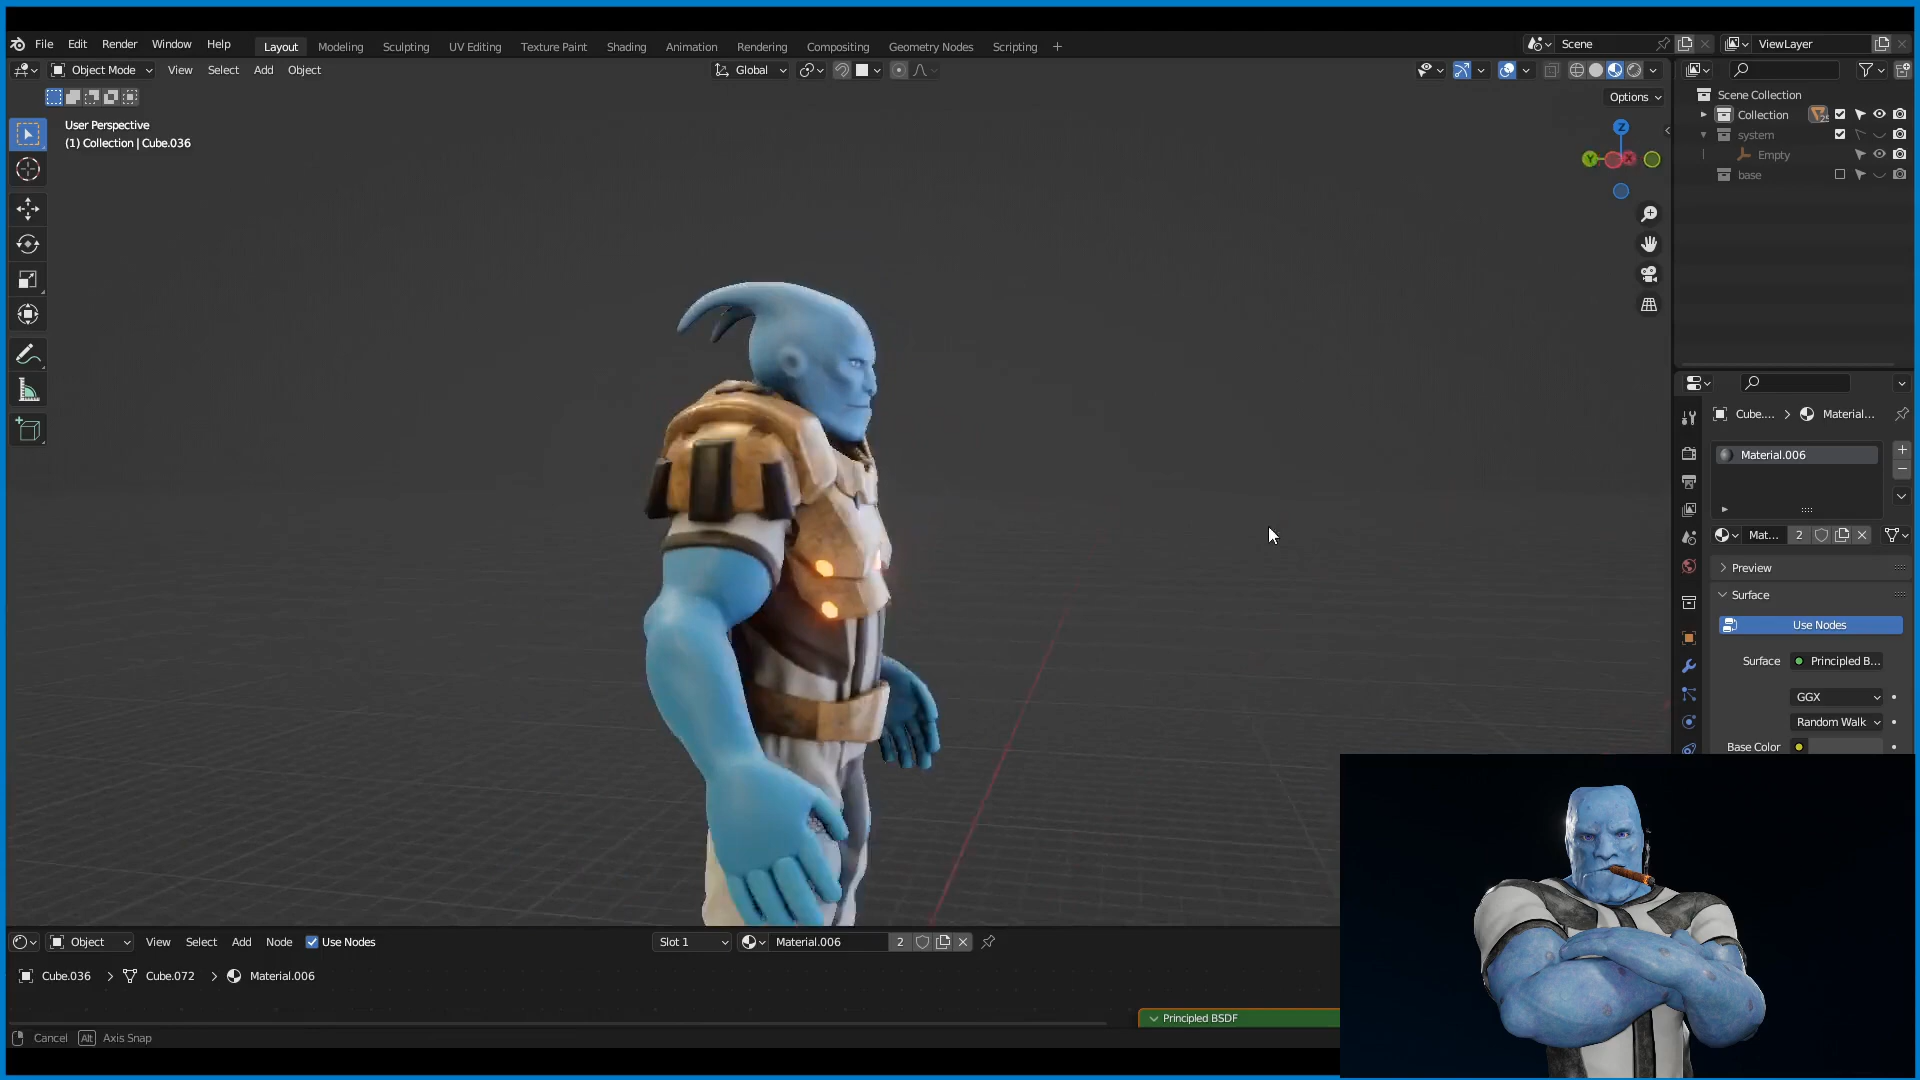 File Edit Render Window Help Layout Modeling Sculpting UV Editing Texture Paint Shading Animation Rendering Compositing Geometry Nodes Scripting + Scene ViewLayer
Object Mode View Select Add Object Global
Options
User Perspective
(1) Collection | Cube.036
Z
Y X
Scene Collection
Collection
25
system
Empty
base
Cube.... > Material...
Material.006
Mat... 2
Preview
Surface
Use Nodes
Surface Principled B...
GGX
Random Walk
Base Color
Object View Select Add Node Use Nodes Slot 1 Material.006 2
Cube.036 > Cube.072 > Material.006
Principled BSDF
Cancel Alt Axis Snap